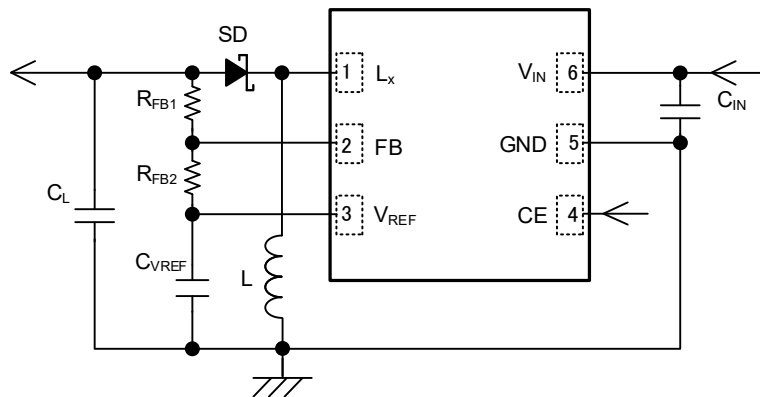 SD
1 Lx VIN 6
RFB1 CIN
2 FB GND 5
RFB2
CL
3 VREF CE 4
CVREF
L